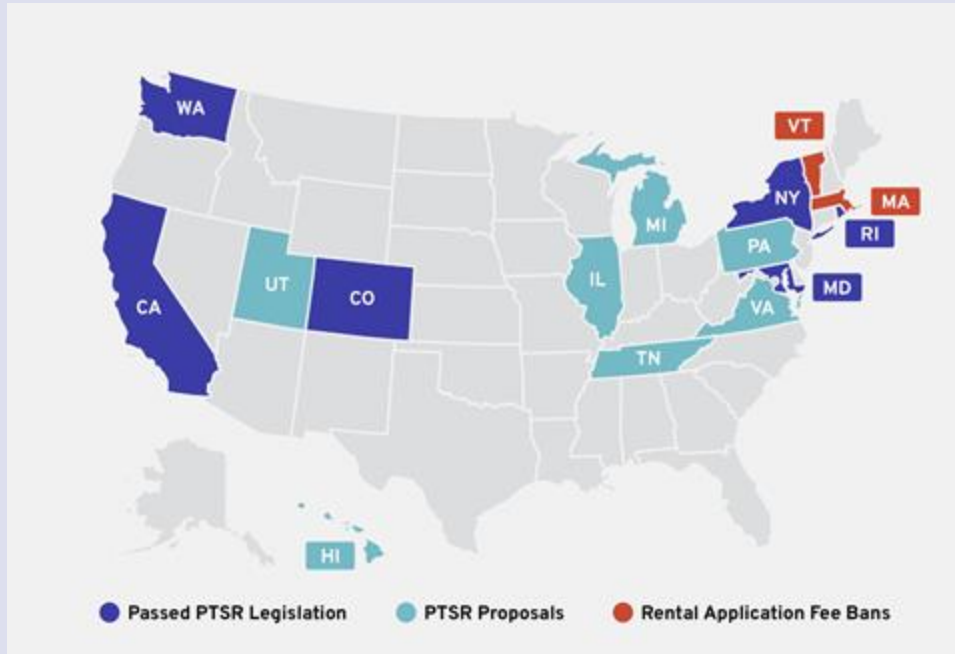 WA
VT
NY
MA
MI
RI
PA
UT
IL
CO
MD
CA
VA
TN
HI
Passed PTSR Legislation
PTSR Proposals
Rental Application Fee Bans